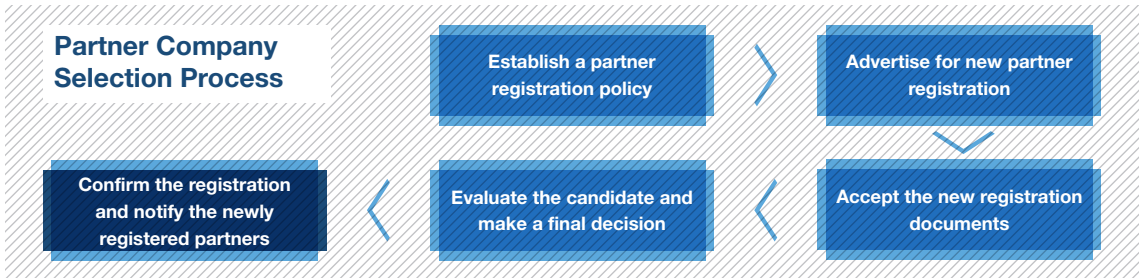 Partner Company
Selection Process
Establish a partner
registration policy
Advertise for new partner
registration
Accept the new registration
documents
Evaluate the candidate and
make a final decision
Confirm the registration
and notify the newly
registered partners